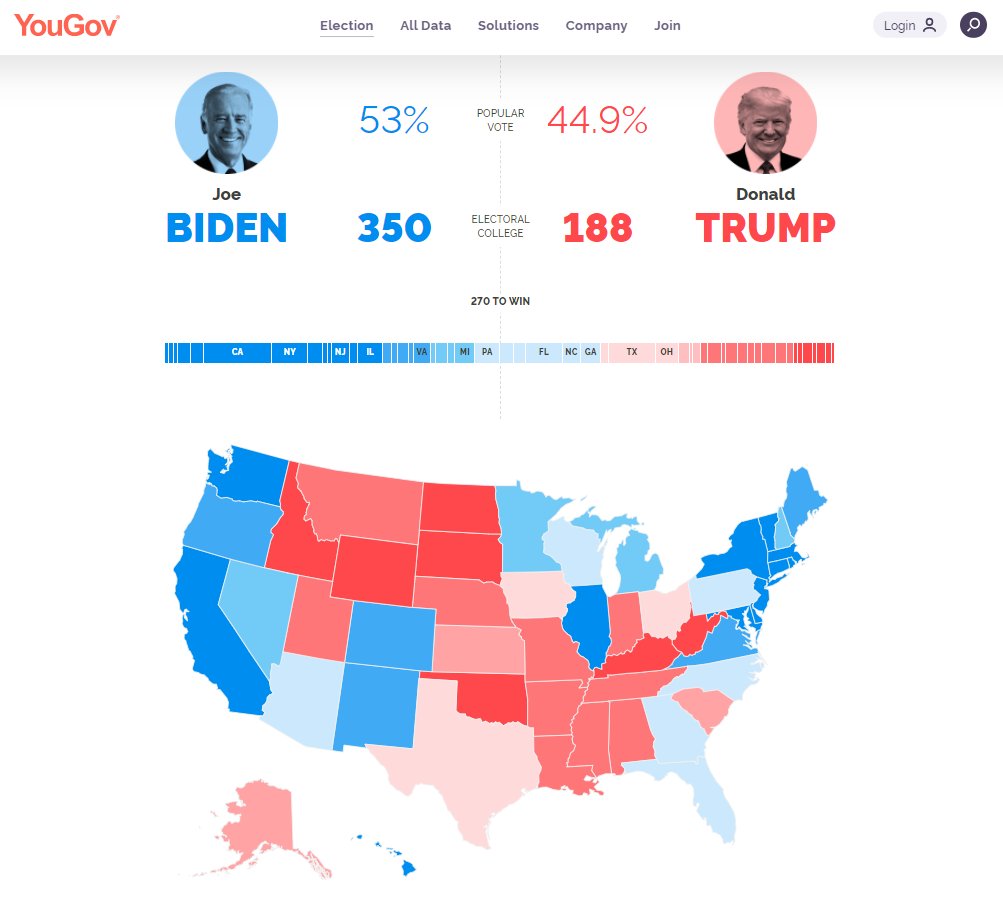 YouGov
Election All Data Solutions Company Join Login
53% POPULAR VOTE 44.9%
Joe
BIDEN
350 ELECTORAL COLLEGE 188
Donald
TRUMP
270 TO WIN
CA NY NJ IL VA MI PA FL NC GA TX OH